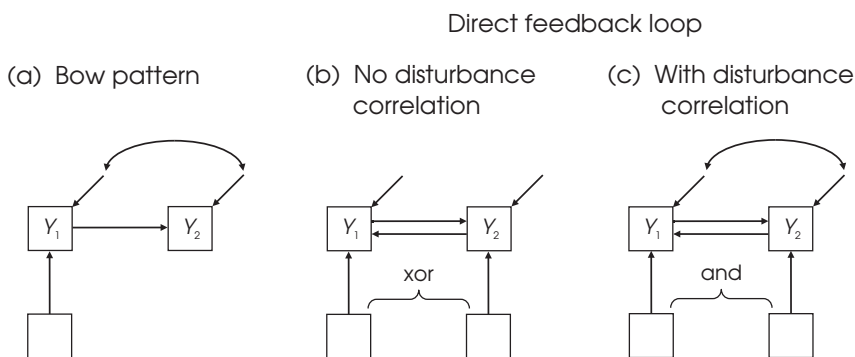 Direct feedback loop
(a) Bow pattern
(b) No disturbance
correlation
(c) With disturbance
correlation
Y1
Y2
Y1
Y2
Y1
Y2
xor
and